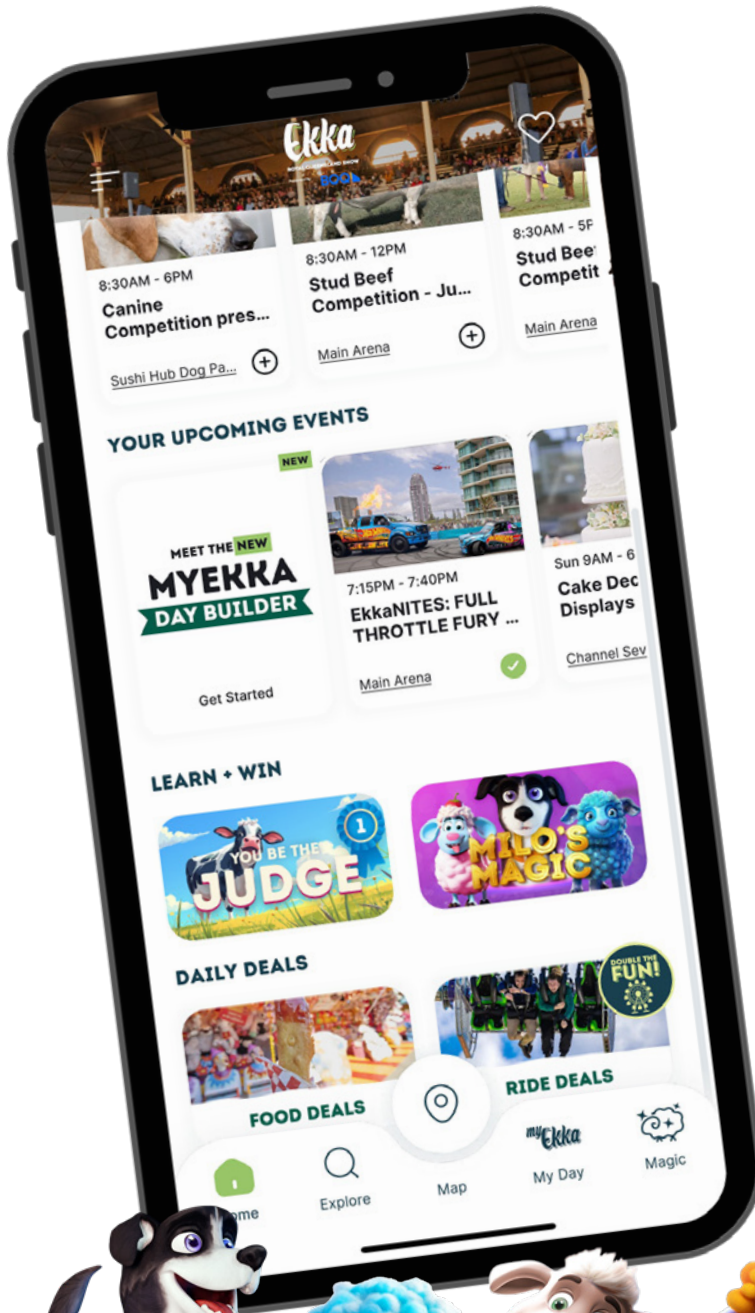 Ekka
8:30AM - 6PM
Canine
Competition pres...
Sushi Hub Dog Pa...
8:30AM - 12PM
Stud Beef
Competition - Ju...
Main Arena
8:30AM - 5P
Stud Bee
Competit
Main Arena
YOUR UPCOMING EVENTS
NEW
MEET THE NEW
MYEKKA
DAY BUILDER
Get Started
7:15PM - 7:40PM
EkkaNITES: FULL
THROTTLE FURY ...
Main Arena
Sun 9AM - 6
Cake Dec
Displays
Channel Sev
LEARN + WIN
YOU BE THE
JUDGE
1
MILO'S
MAGIC
DAILY DEALS
DOUBLE THE
FUN!
FOOD DEALS
RIDE DEALS
ome
Explore
Map
myEkka
My Day
Magic